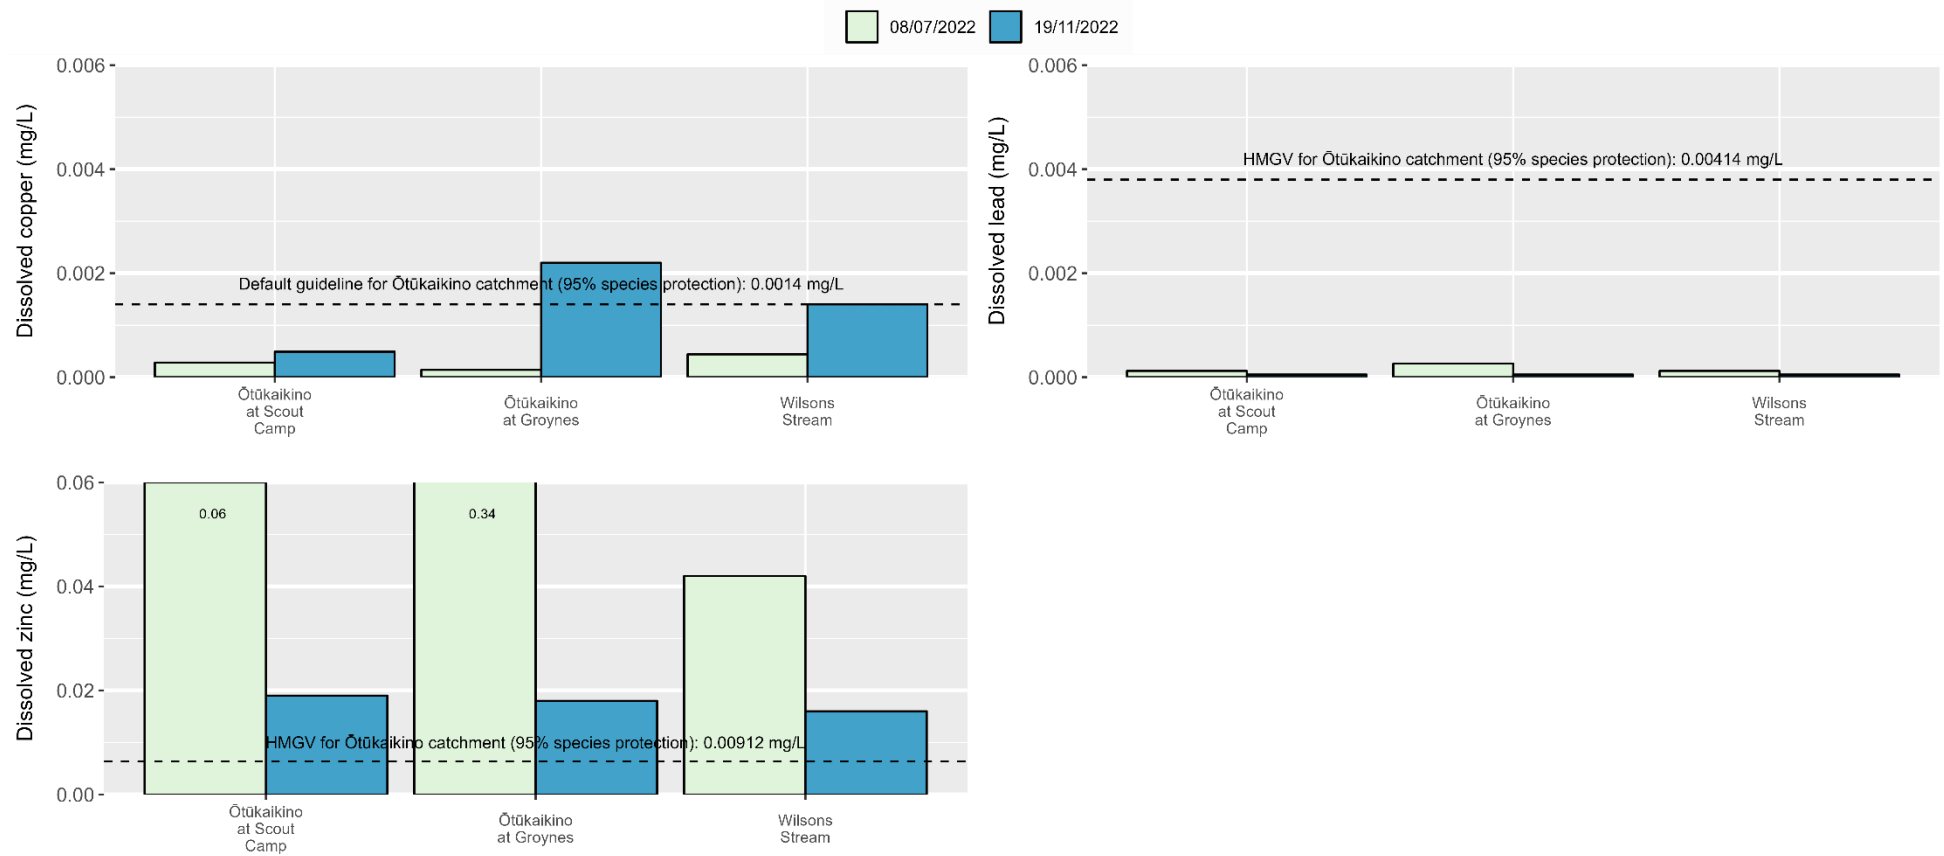 08/07/2022
19/11/2022
Dissolved copper (mg/L)
0.006
0.004
0.002
0.000
Default guideline for Ōtūkaikino catchment (95% species protection): 0.0014 mg/L
Ōtūkaikino
at Scout
Camp
Ōtūkaikino
at Groynes
Wilsons
Stream
Dissolved lead (mg/L)
0.006
0.004
0.002
0.000
HMGV for Ōtūkaikino catchment (95% species protection): 0.00414 mg/L
Ōtūkaikino
at Scout
Camp
Ōtūkaikino
at Groynes
Wilsons
Stream
Dissolved zinc (mg/L)
0.06
0.04
0.02
0.00
0.06
0.34
HMGV for Ōtūkaikino catchment (95% species protection): 0.00912 mg/L
Ōtūkaikino
at Scout
Camp
Ōtūkaikino
at Groynes
Wilsons
Stream